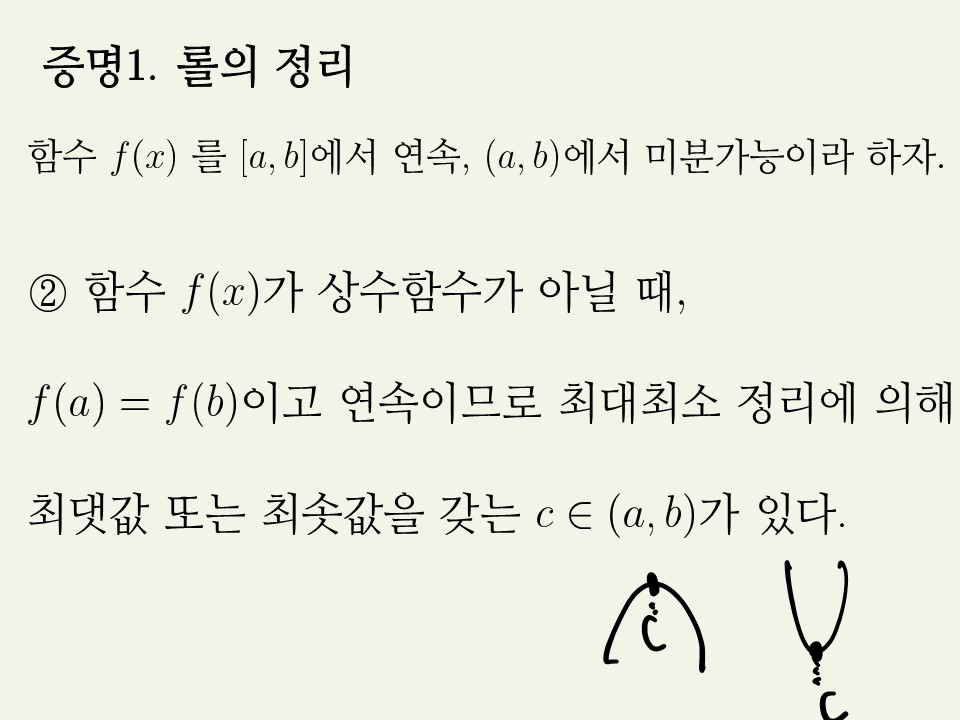 증명1. 롤의 정리
함수 f(x) 를 [a, b]에서 연속, (a, b)에서 미분가능이라 하자.
② 함수 f(x)가 상수함수가 아닐 때,
f(a) = f(b)이고 연속이므로 최대최소 정리에 의해
최댓값 또는 최솟값을 갖는 c ∈ (a, b)가 있다.
c
c